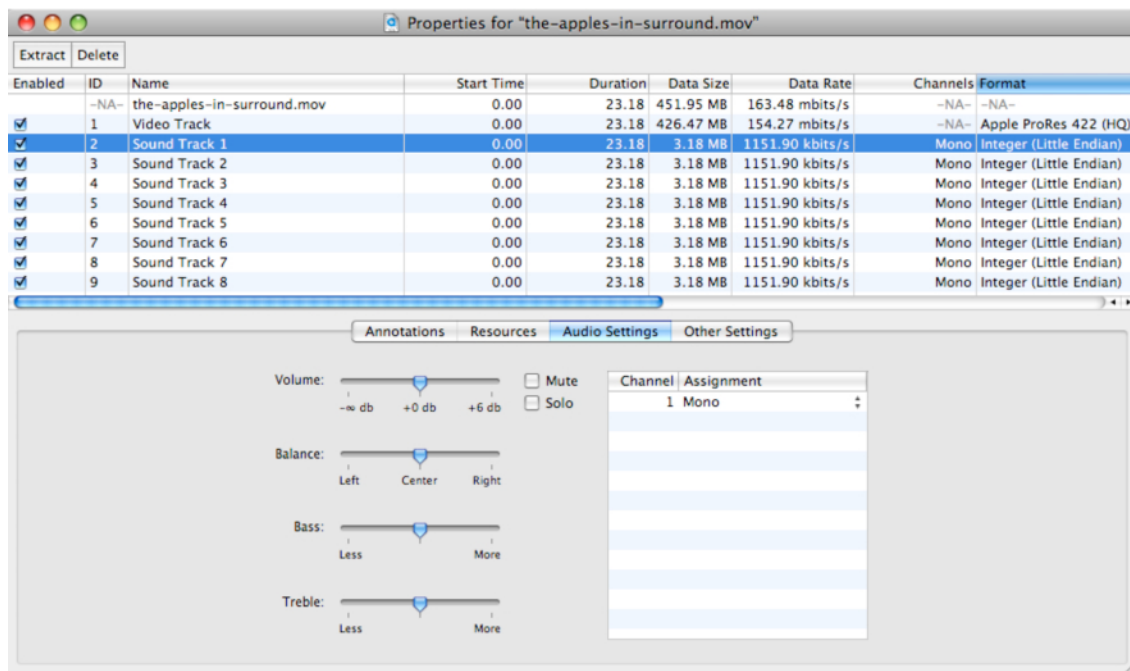 Properties for “the-apples-in-surround.mov”
Extract Delete
Enabled ID Name Start Time Duration Data Size Data Rate Channels Format
-NA- the-apples-in-surround.mov 0.00 23.18 451.95 MB 163.48 mbits/s -NA- -NA-
1 Video Track 0.00 23.18 426.47 MB 154.27 mbits/s -NA- Apple ProRes 422 (HQ)
2 Sound Track 1 0.00 23.18 3.18 MB 1151.90 kbits/s Mono Integer (Little Endian)
3 Sound Track 2 0.00 23.18 3.18 MB 1151.90 kbits/s Mono Integer (Little Endian)
4 Sound Track 3 0.00 23.18 3.18 MB 1151.90 kbits/s Mono Integer (Little Endian)
5 Sound Track 4 0.00 23.18 3.18 MB 1151.90 kbits/s Mono Integer (Little Endian)
6 Sound Track 5 0.00 23.18 3.18 MB 1151.90 kbits/s Mono Integer (Little Endian)
7 Sound Track 6 0.00 23.18 3.18 MB 1151.90 kbits/s Mono Integer (Little Endian)
8 Sound Track 7 0.00 23.18 3.18 MB 1151.90 kbits/s Mono Integer (Little Endian)
9 Sound Track 8 0.00 23.18 3.18 MB 1151.90 kbits/s Mono Integer (Little Endian)
Annotations Resources Audio Settings Other Settings
Volume: Mute Channel Assignment
-∞ db +0 db +6 db Solo 1 Mono
Balance:
Left Center Right
Bass:
Less More
Treble:
Less More